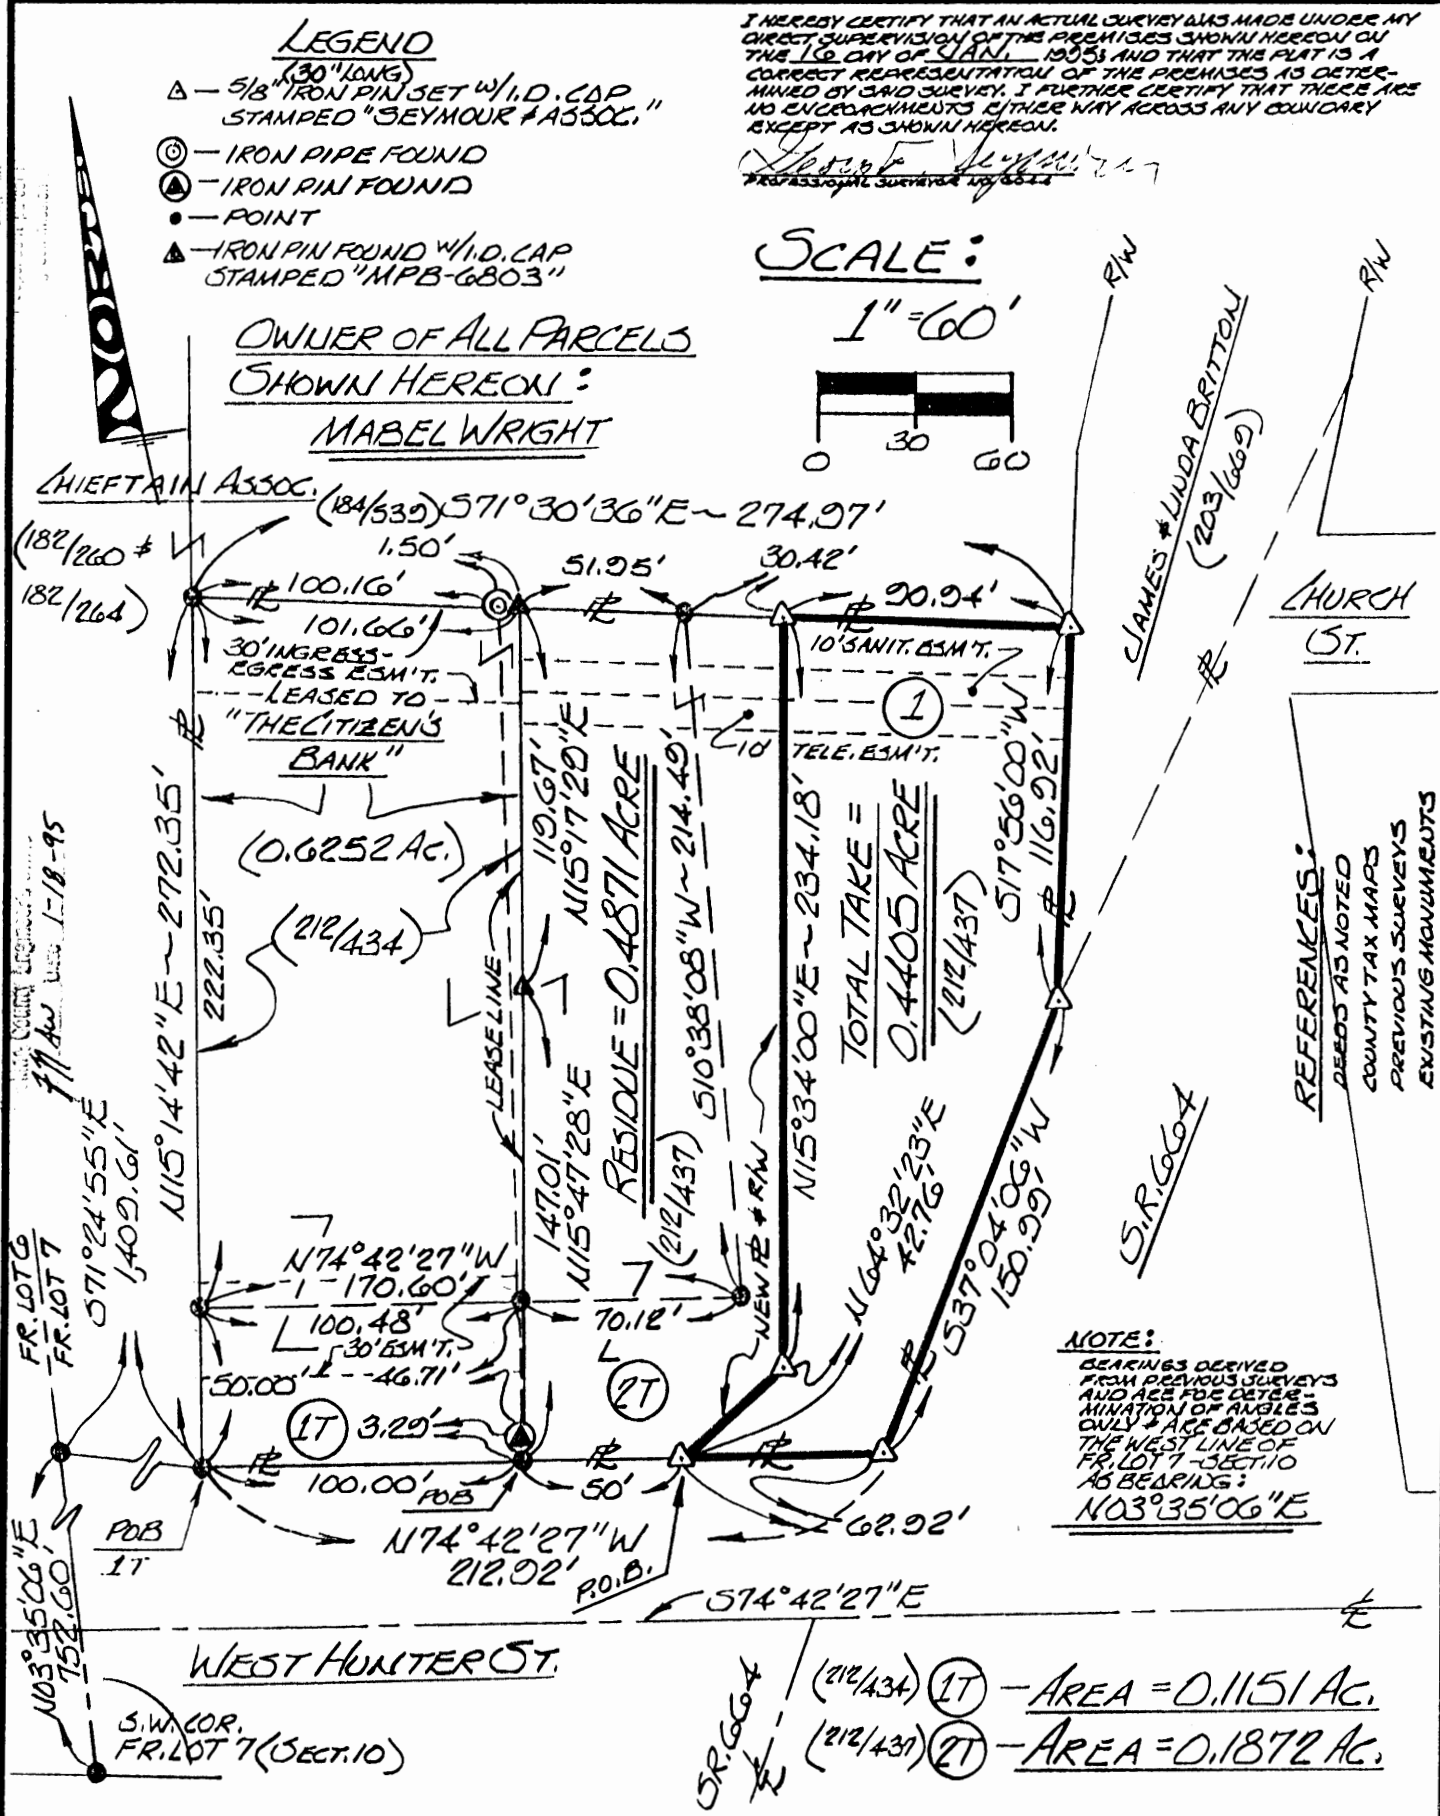 LEGEND
(30" LONG)
5/8" IRON PIN SET W/I.D. CAP
STAMPED "SEYMOUR & ASSOC."
IRON PIPE FOUND
IRON PIN FOUND
POINT
IRON PIN FOUND W/I.D. CAP
STAMPED "MPB-6803"
I HEREBY CERTIFY THAT AN ACTUAL SURVEY WAS MADE UNDER MY
DIRECT SUPERVISION OF THE PREMISES SHOWN HEREON ON
THE 16 DAY OF JAN. 1995; AND THAT THE PLAT IS A
CORRECT REPRESENTATION OF THE PREMISES AS DETER-
MINED BY SAID SURVEY. I FURTHER CERTIFY THAT THERE ARE
NO ENCROACHMENTS EITHER WAY ACROSS ANY BOUNDARY
EXCEPT AS SHOWN HEREON.
PROFESSIONAL SURVEYOR NO.
NORTH
SCALE:
1"=60'
0 30 60
OWNER OF ALL PARCELS
SHOWN HEREON:
MABEL WRIGHT
R/W
R/W
JAMES & LINDA BRITTON
(203/669)
CHIEFTAIN ASSOC.
(184/539) S71°30'36"E~274.97'
(182/260 &
182/264)
1.50'
51.95'
30.42'
100.16'
90.94'
101.66'
30' INGRESS-
EGRESS ESM'T.
LEASED TO
"THE CITIZEN'S
BANK"
10' SANIT. ESM'T.
1
10' TELE. ESM'T.
CHURCH
ST.
(0.6252 AC.)
(212/434)
N15°14'42"E~272.35'
222.35'
LEASE LINE
119.67'
N15°17'29"E
147.01'
N15°47'28"E
RESIDUE = 0.4871 ACRE
(212/437)
S10°38'08"W~214.49'
NEW PL & R/W
N15°34'00"E~234.18'
TOTAL TAKE =
0.4405 ACRE
(212/437)
S17°56'00"W
116.92'
N64°32'23"E
42.76'
S37°04'06"W
150.99'
S.R. 664
REFERENCES:
DEEDS AS NOTED
COUNTY TAX MAPS
PREVIOUS SURVEYS
EXISTING MONUMENTS
1-18-95
S71°24'55"E
1,409.61'
FR. LOT 6
FR. LOT 7
N74°42'27"W
170.60'
100.48'
70.12'
30' ESM'T.
50.00'
46.71'
1T
3.29'
2T
100.00'
POB
50'
POB
1T
N74°42'27"W
212.92'
P.O.B.
62.92'
NOTE:
BEARINGS DERIVED
FROM PREVIOUS SURVEYS
AND ARE FOR DETER-
MINATION OF ANGLES
ONLY & ARE BASED ON
THE WEST LINE OF
FR. LOT 7 - SECT. 10
AS BEARING:
N03°35'06"E
N03°35'06"E
752.60'
S74°42'27"E
WEST HUNTER ST.
S.W. COR.
FR. LOT 7 (SECT. 10)
S.R. 664
(212/434) 1T - AREA = 0.1151 AC.
(212/437) 2T - AREA = 0.1872 AC.